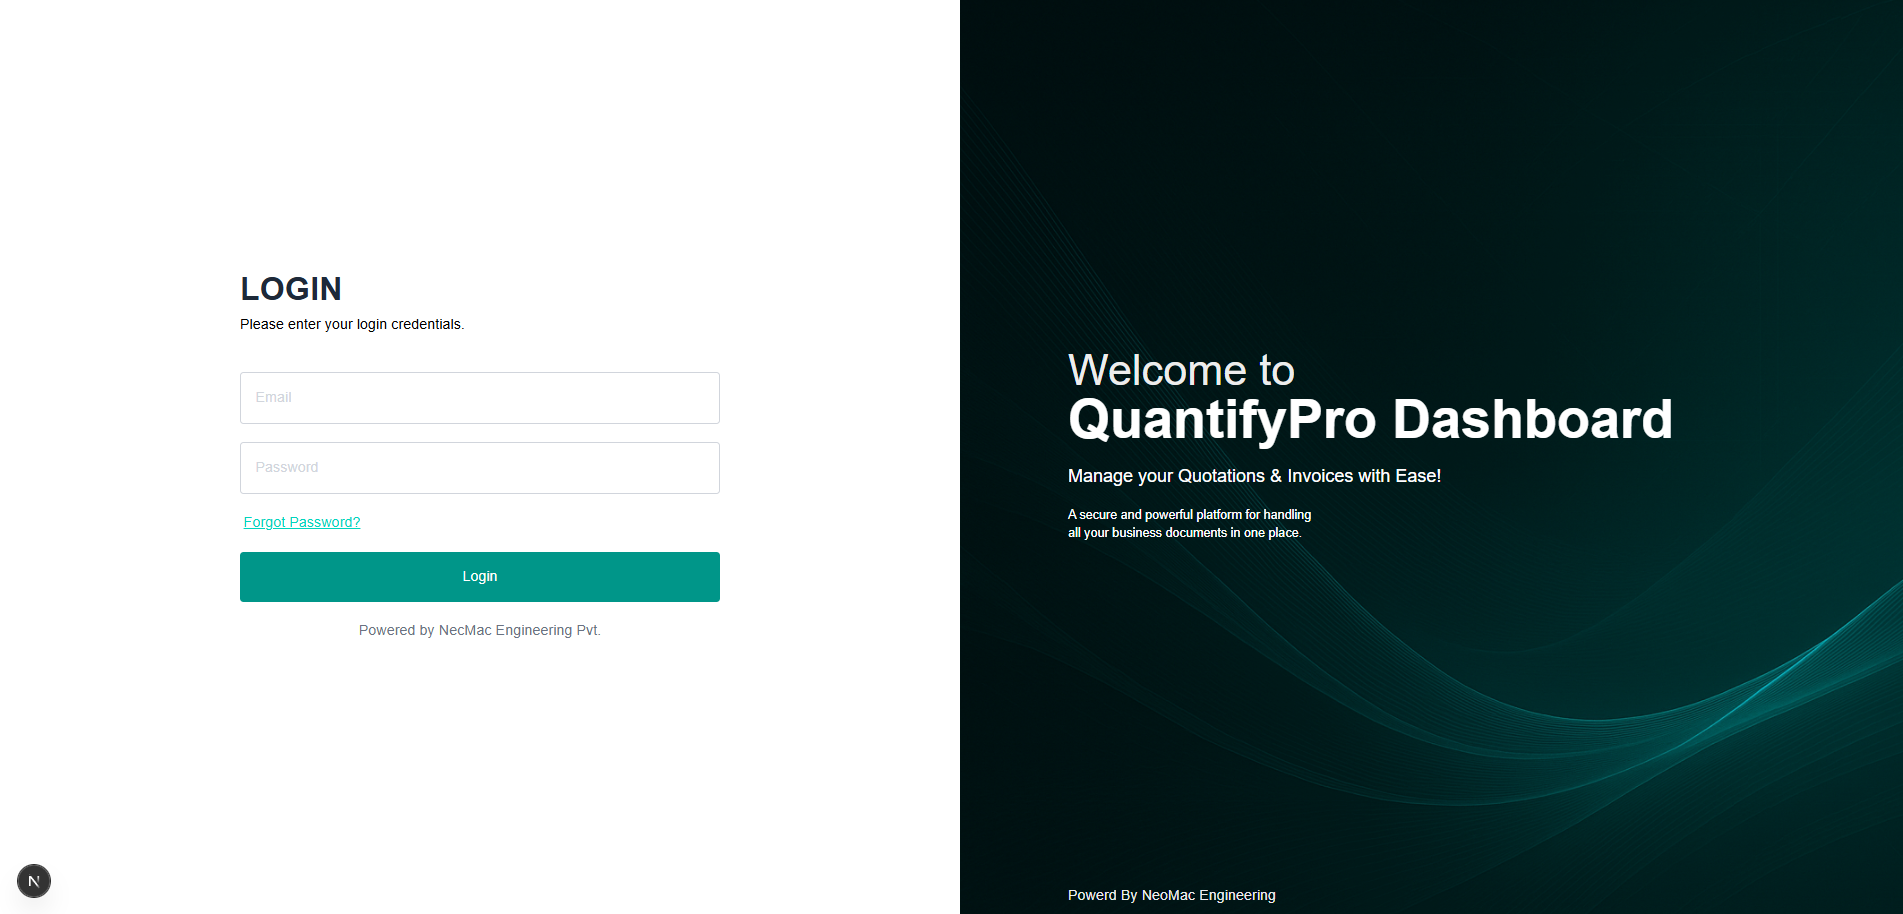 LOGIN
Please enter your login credentials.
Email
Password
Forgot Password?
Login
Powered by NecMac Engineering Pvt.
N
Welcome to
QuantifyPro Dashboard
Manage your Quotations & Invoices with Ease!
A secure and powerful platform for handling
all your business documents in one place.
Powerd By NeoMac Engineering